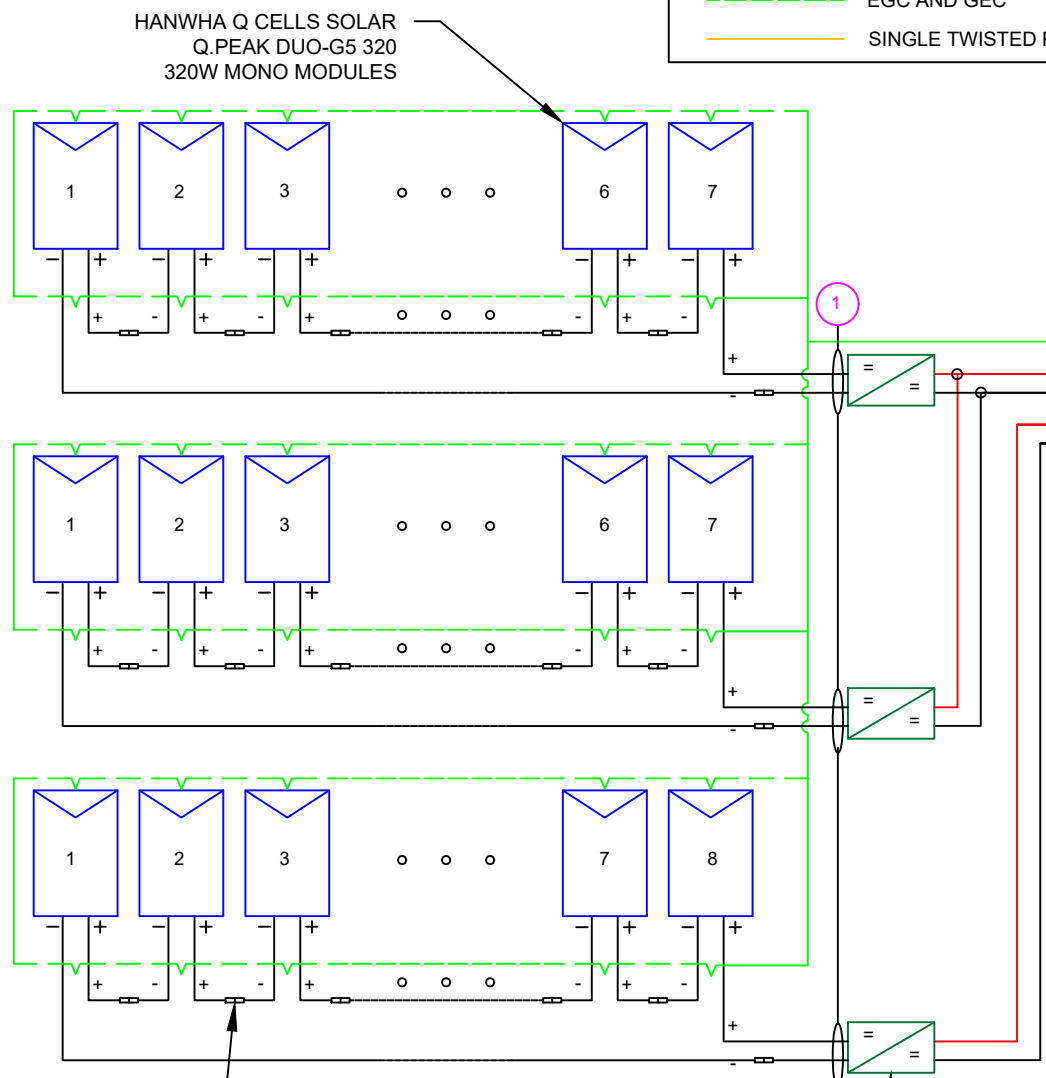 HANWHA Q CELLS SOLAR
Q.PEAK DUO-G5 320
320W MONO MODULES
EGC AND GEC
SINGLE TWISTED
1 2 3 6 7
- + - + - + - + - +
+ - + - + - + -
1
+
-
= =
1 2 3 6 7
- + - + - + - + - +
+ - + - + - + -
+
-
= =
1 2 3 7 8
- + - + - + - + - +
+ - + - + - + -
+
-
= =